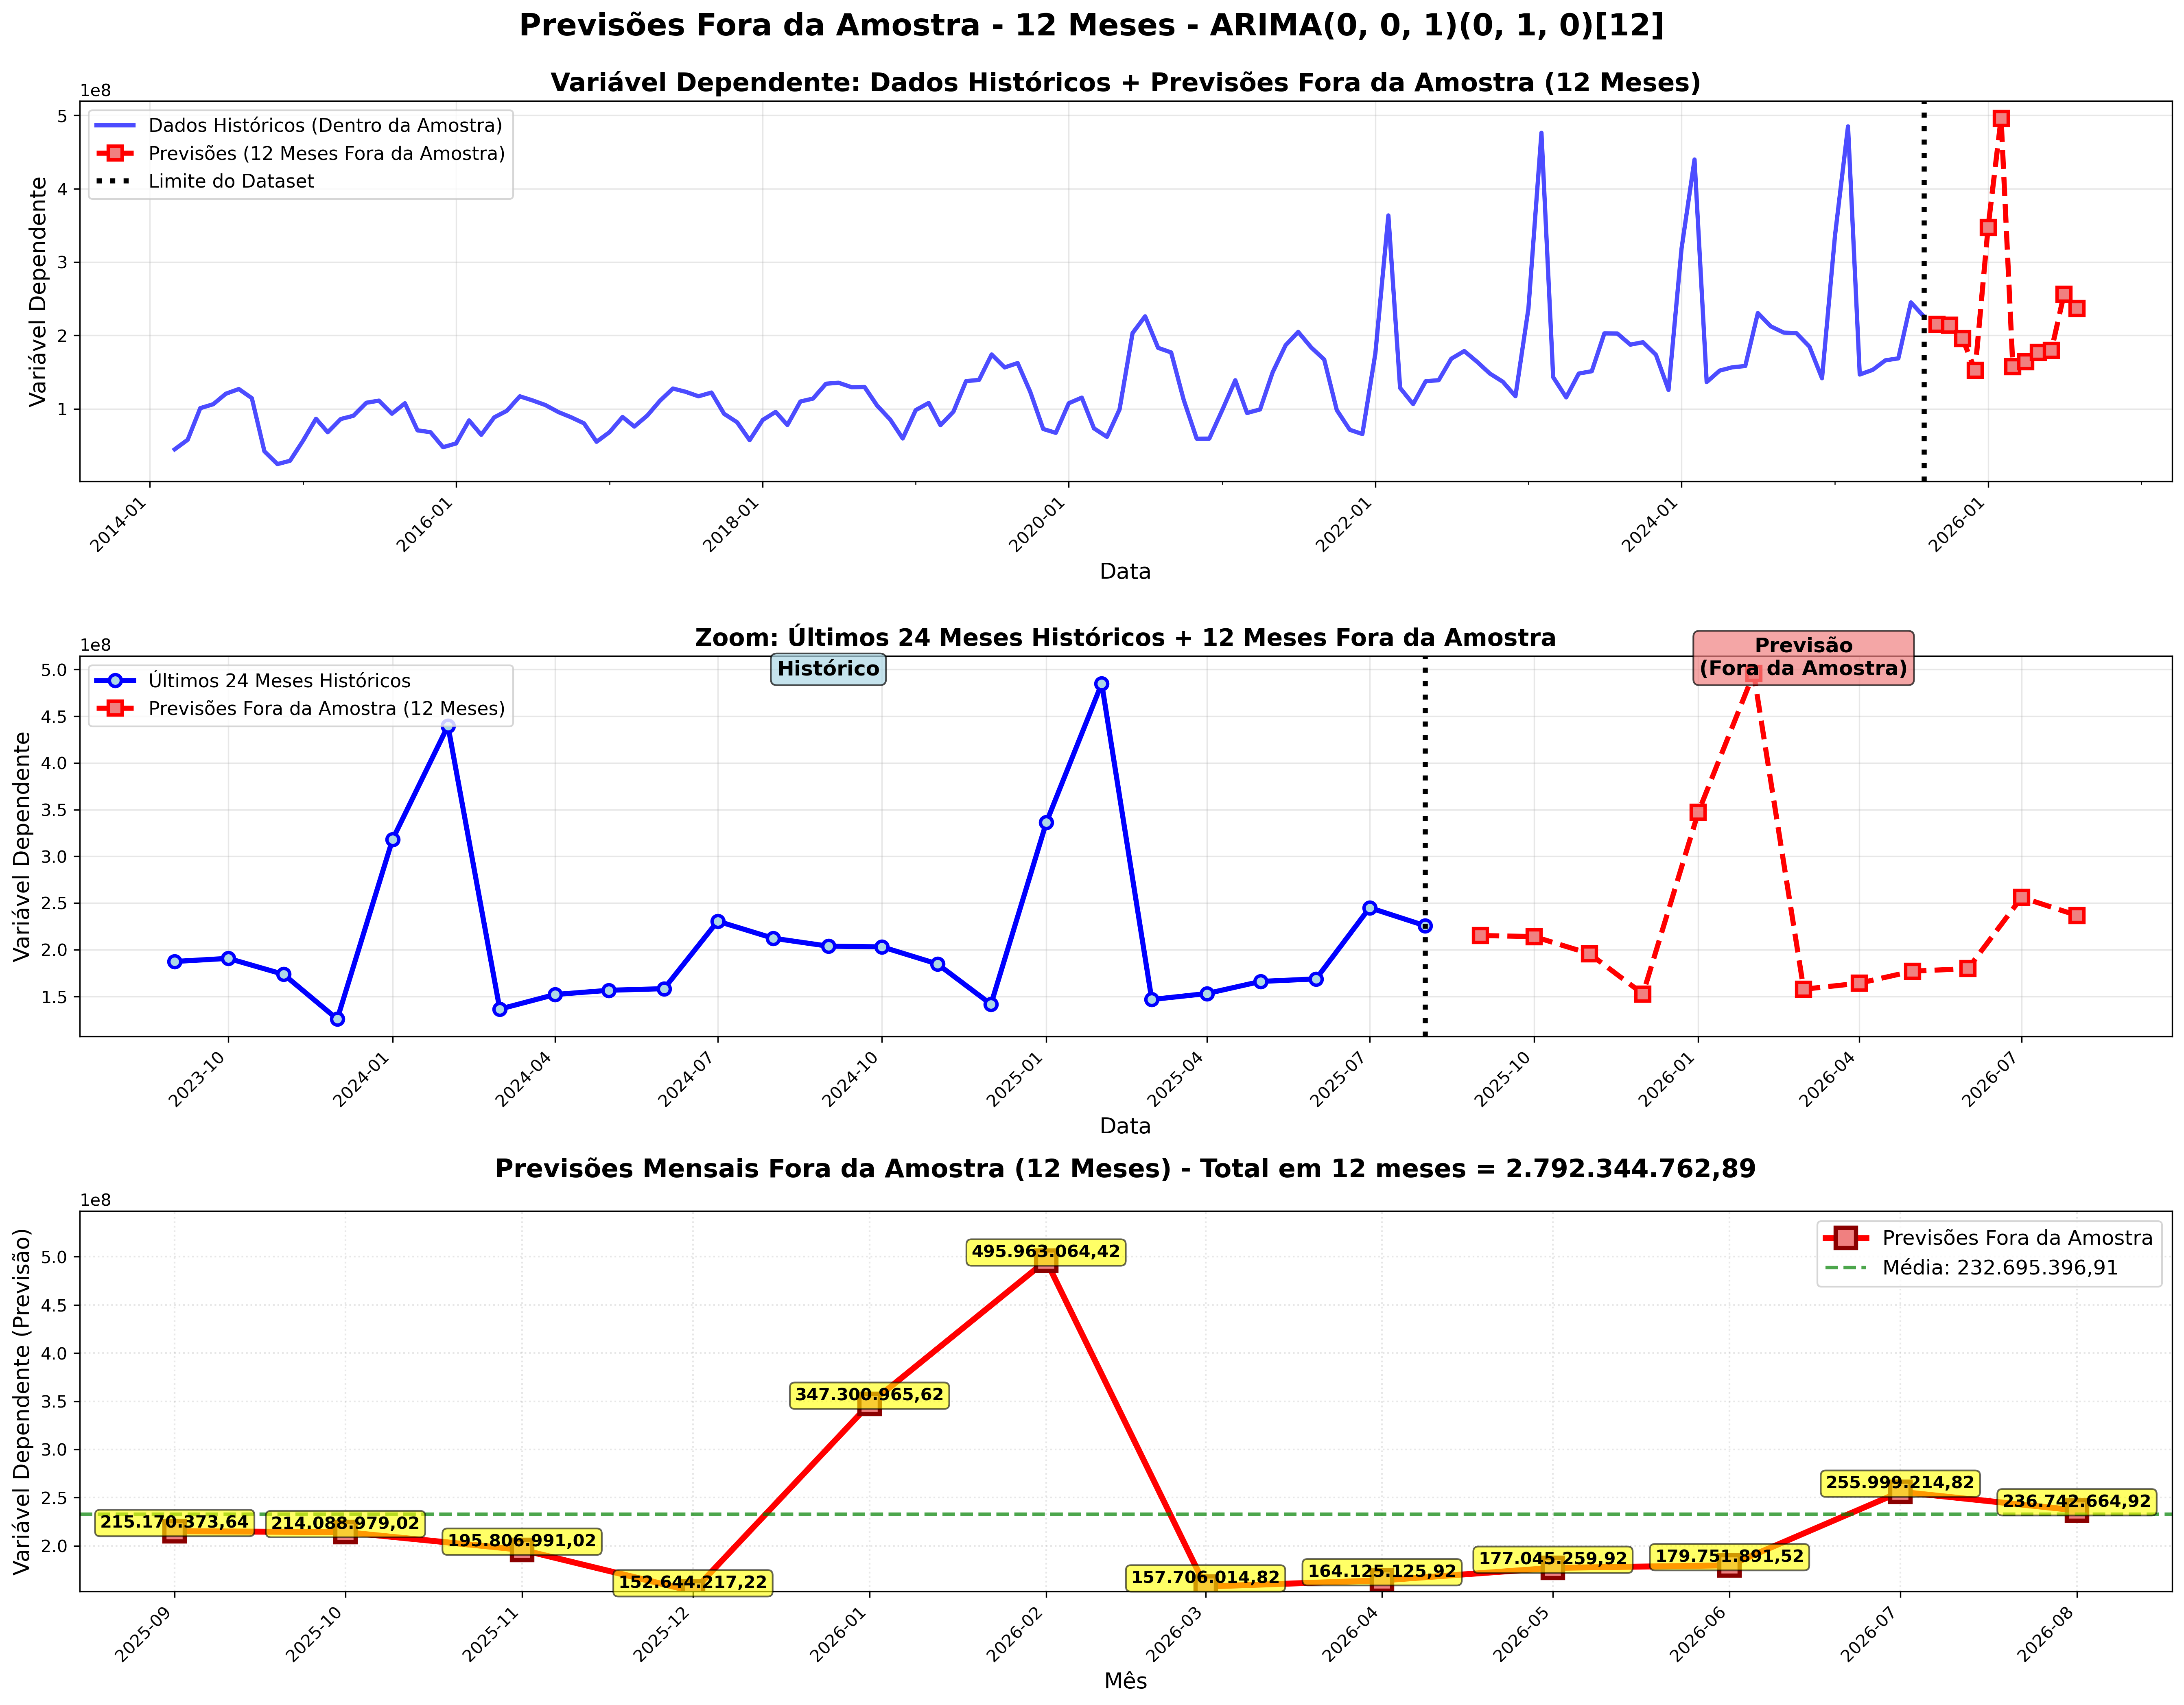 Previsões Fora da Amostra - 12 Meses - ARIMA(0, 0, 1)(0, 1, 0)[12]
Variável Dependente: Dados Históricos + Previsões Fora da Amostra (12 Meses)
1e8
Dados Históricos (Dentro da Amostra)
Previsões (12 Meses Fora da Amostra)
Limite do Dataset
Variável Dependente
5
4
3
2
1
2014-01
2016-01
2018-01
2020-01
2022-01
2024-01
2026-01
Data
Zoom: Últimos 24 Meses Históricos + 12 Meses Fora da Amostra
1e8
Histórico
Previsão
(Fora da Amostra)
Últimos 24 Meses Históricos
Previsões Fora da Amostra (12 Meses)
Variável Dependente
5.0
4.5
4.0
3.5
3.0
2.5
2.0
1.5
2023-10
2024-01
2024-04
2024-07
2024-10
2025-01
2025-04
2025-07
2025-10
2026-01
2026-04
2026-07
Data
Previsões Mensais Fora da Amostra (12 Meses) - Total em 12 meses = 2.792.344.762,89
1e8
Previsões Fora da Amostra
Média: 232.695.396,91
Variável Dependente (Previsão)
5.0
4.5
4.0
3.5
3.0
2.5
2.0
215.170.373,64
214.088.979,02
195.806.991,02
152.644.217,22
347.300.965,62
495.963.064,42
157.706.014,82
164.125.125,92
177.045.259,92
179.751.891,52
255.999.214,82
236.742.664,92
2025-09
2025-10
2025-11
2025-12
2026-01
2026-02
2026-03
2026-04
2026-05
2026-06
2026-07
2026-08
Mês